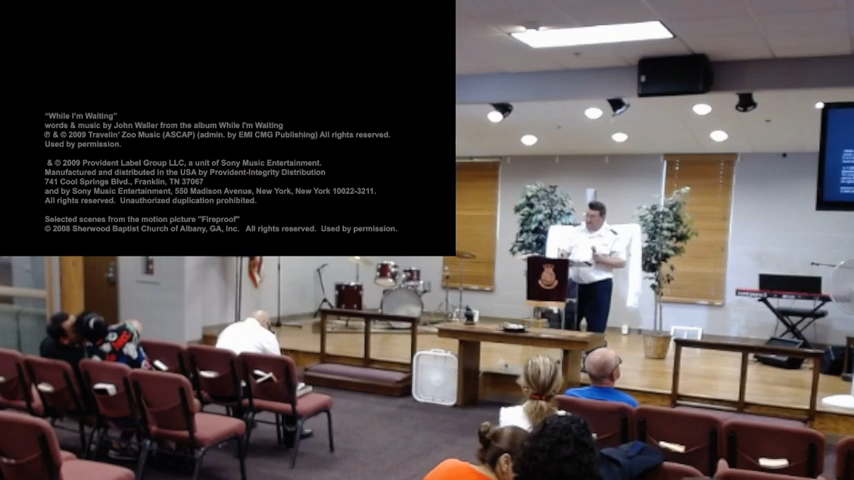 "While I'm Waiting"
words & music by John Waller from the album While I'm Waiting
℗ & © 2009 Travelin' Zoo Music (ASCAP) (admin. by EMI CMG Publishing) All rights reserved.
Used by permission.
& © 2009 Provident Label Group LLC, a unit of Sony Music Entertainment.
Manufactured and distributed in the USA by Provident-Integrity Distribution
741 Cool Springs Blvd., Franklin, TN 37067
and by Sony Music Entertainment, 550 Madison Avenue, New York, New York 10022-3211.
All rights reserved.  Unauthorized duplication prohibited.
Selected scenes from the motion picture "Fireproof"
© 2008 Sherwood Baptist Church of Albany, GA, Inc.   All rights reserved.  Used by permission.